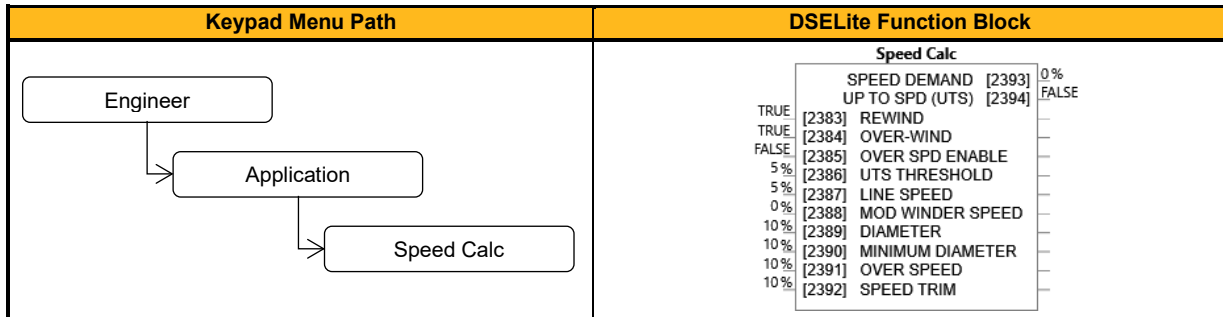 Keypad Menu Path
DSELite Function Block
Engineer
Application
Speed Calc
Speed Calc
SPEED DEMAND [2393] 0 %
UP TO SPD (UTS) [2394] FALSE
TRUE [2383] REWIND
TRUE [2384] OVER-WIND
FALSE [2385] OVER SPD ENABLE
5 % [2386] UTS THRESHOLD
5 % [2387] LINE SPEED
0 % [2388] MOD WINDER SPEED
10 % [2389] DIAMETER
10 % [2390] MINIMUM DIAMETER
10 % [2391] OVER SPEED
10 % [2392] SPEED TRIM